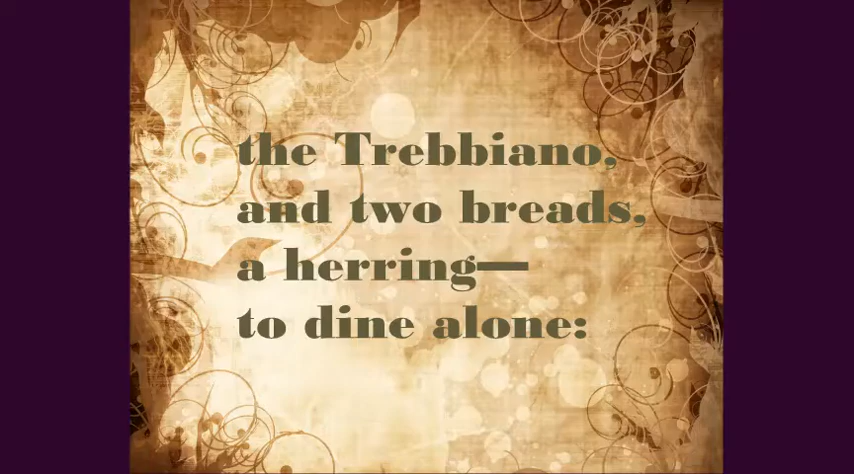 the Trebbiano,
and two breads,
a herring—
to dine alone: